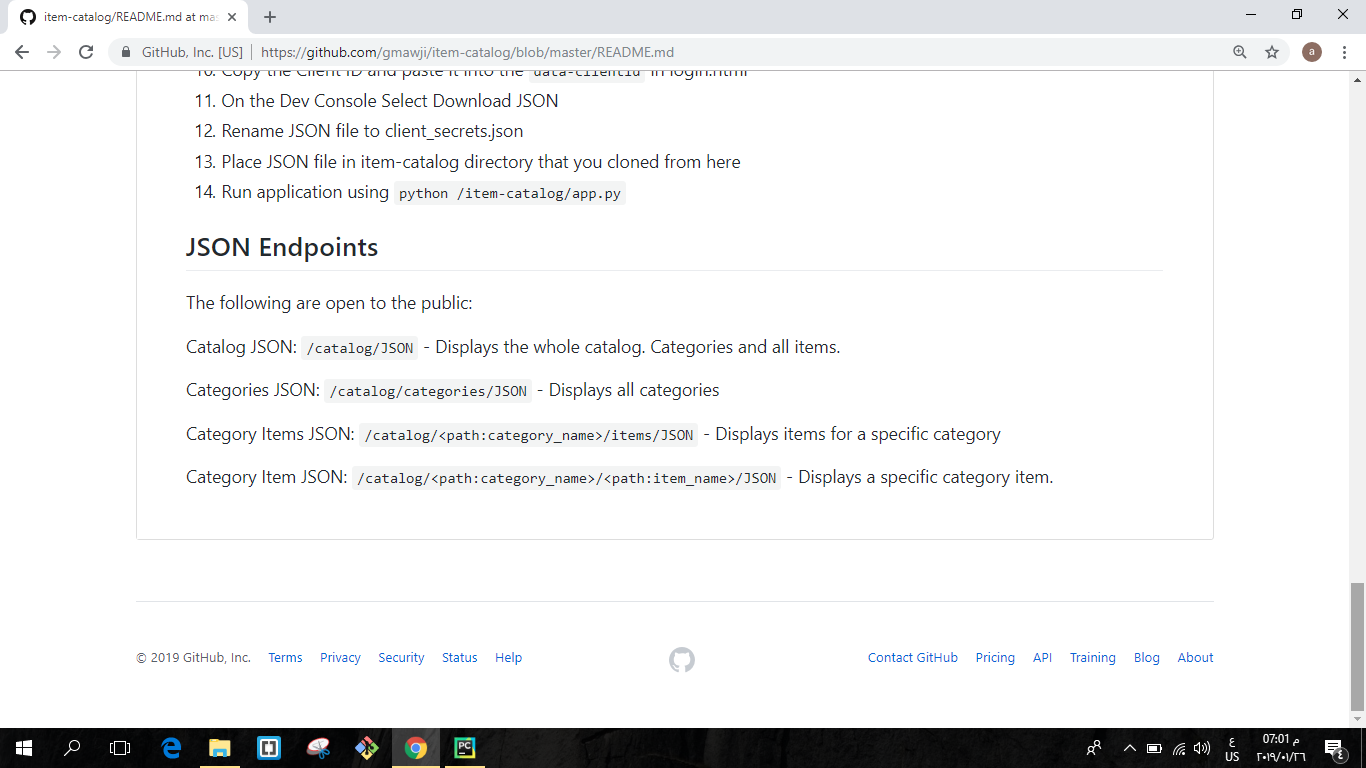 item-catalog/README.md at mas
GitHub, Inc. [US] https://github.com/gmawji/item-catalog/blob/master/README.md
a
10. Copy the Client ID and paste it into the data-clientid in login.html
11. On the Dev Console Select Download JSON
12. Rename JSON file to client_secrets.json
13. Place JSON file in item-catalog directory that you cloned from here
14. Run application using python /item-catalog/app.py
JSON Endpoints
The following are open to the public:
Catalog JSON: /catalog/JSON - Displays the whole catalog. Categories and all items.
Categories JSON: /catalog/categories/JSON - Displays all categories
Category Items JSON: /catalog/<path:category_name>/items/JSON - Displays items for a specific category
Category Item JSON: /catalog/<path:category_name>/<path:item_name>/JSON - Displays a specific category item.
© 2019 GitHub, Inc. Terms Privacy Security Status Help Contact GitHub Pricing API Training Blog About
PC
ع
US
07:01 م
٢٠١٩/٠١/٢٦
٤